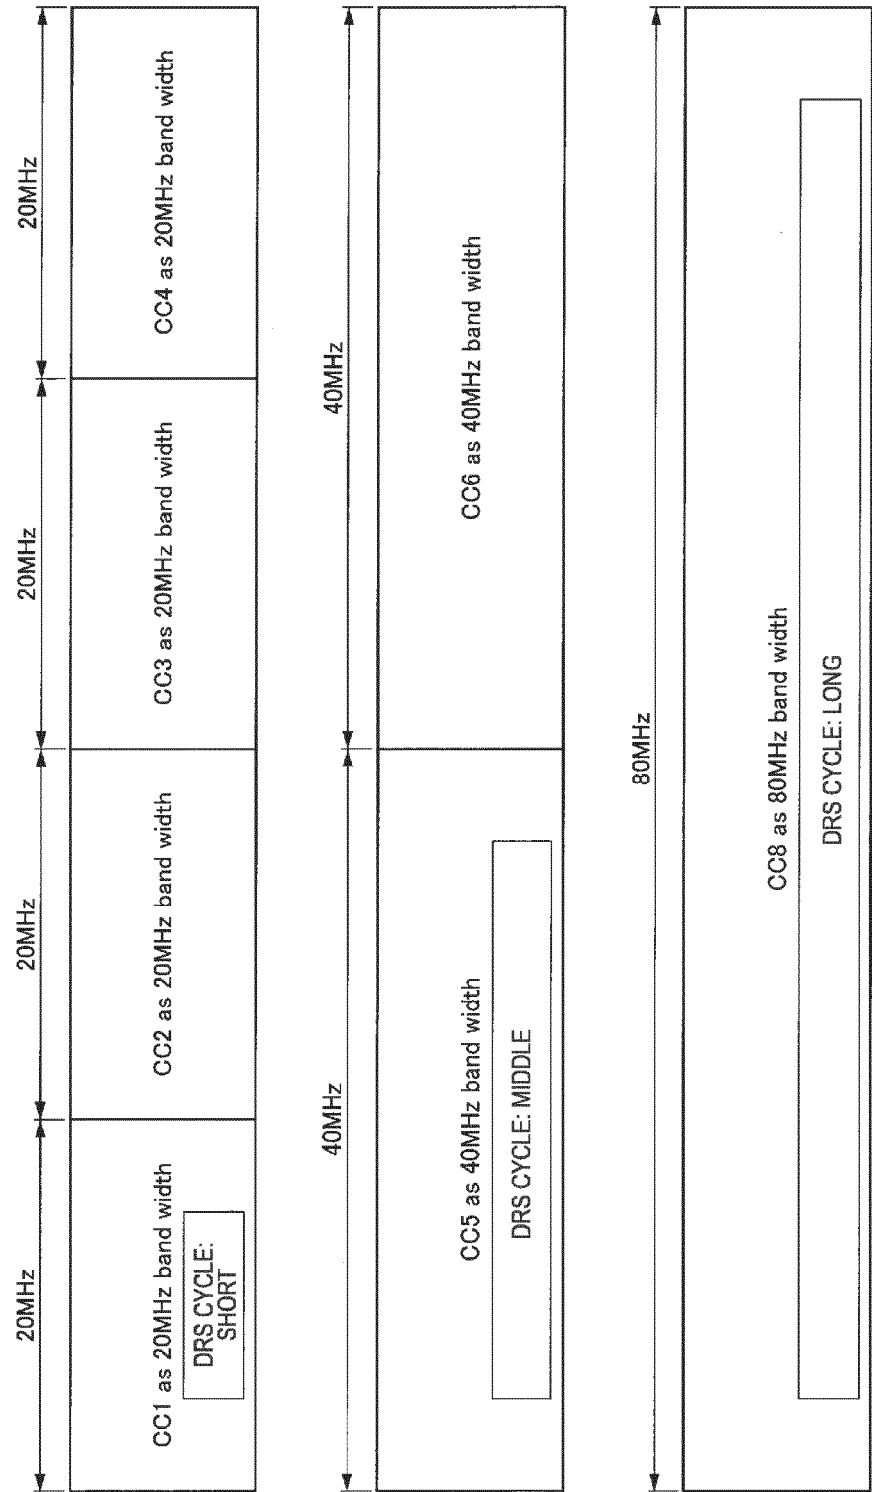 20MHz
20MHz
20MHz
20MHz
CC1 as 20MHz band width
DRS CYCLE:
SHORT
CC2 as 20MHz band width
CC3 as 20MHz band width
CC4 as 20MHz band width
40MHz
40MHz
CC5 as 40MHz band width
DRS CYCLE: MIDDLE
CC6 as 40MHz band width
80MHz
CC8 as 80MHz band width
DRS CYCLE: LONG